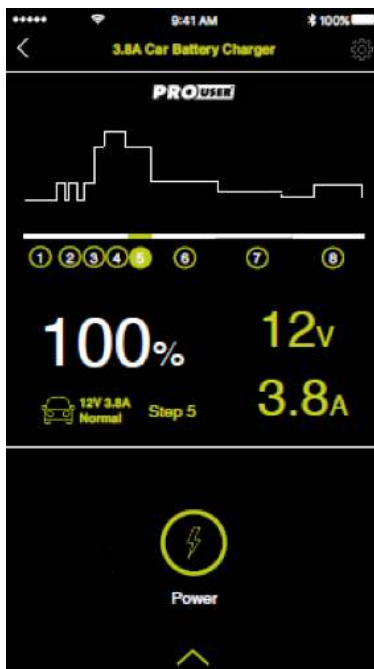 9:41 AM 100%
3.8A Car Battery Charger
PRO USER
1 2 3 4 5 6 7 8
100% 12V
12V 3.8A
Normal Step 5 3.8A
Power